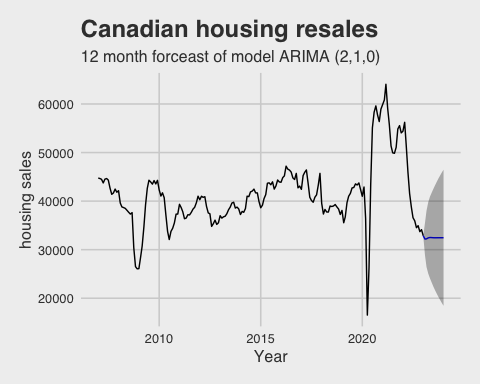 Canadian housing resales
12 month forceast of model ARIMA (2,1,0)
60000
50000
40000
30000
20000
housing sales
2010 2015 2020
Year